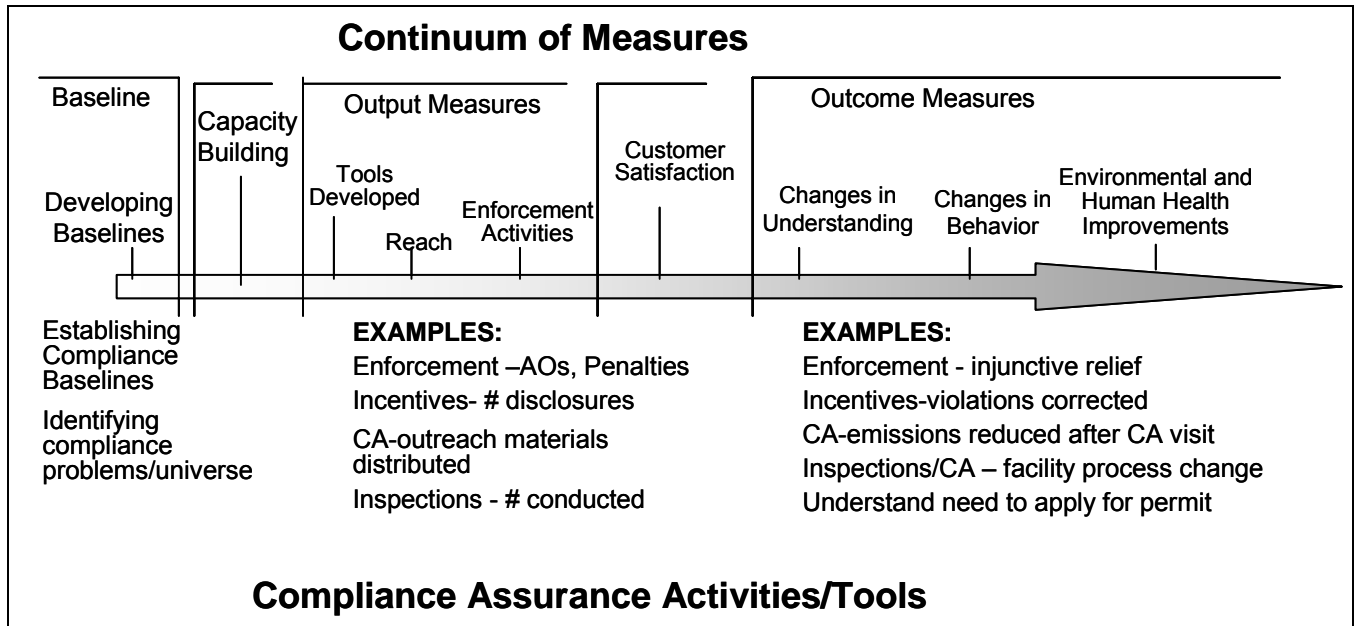 Continuum of Measures
Baseline
Capacity
Building
Output Measures
Customer
Satisfaction
Outcome Measures
Developing
Baselines
Tools
Developed
Reach
Enforcement
Activities
Changes in
Understanding
Changes in
Behavior
Environmental and
Human Health
Improvements
Establishing
Compliance
Baselines
Identifying
compliance
problems/universe
EXAMPLES:
Enforcement –AOs, Penalties
Incentives- # disclosures
CA-outreach materials
distributed
Inspections - # conducted
EXAMPLES:
Enforcement - injunctive relief
Incentives-violations corrected
CA-emissions reduced after CA visit
Inspections/CA – facility process change
Understand need to apply for permit
Compliance Assurance Activities/Tools